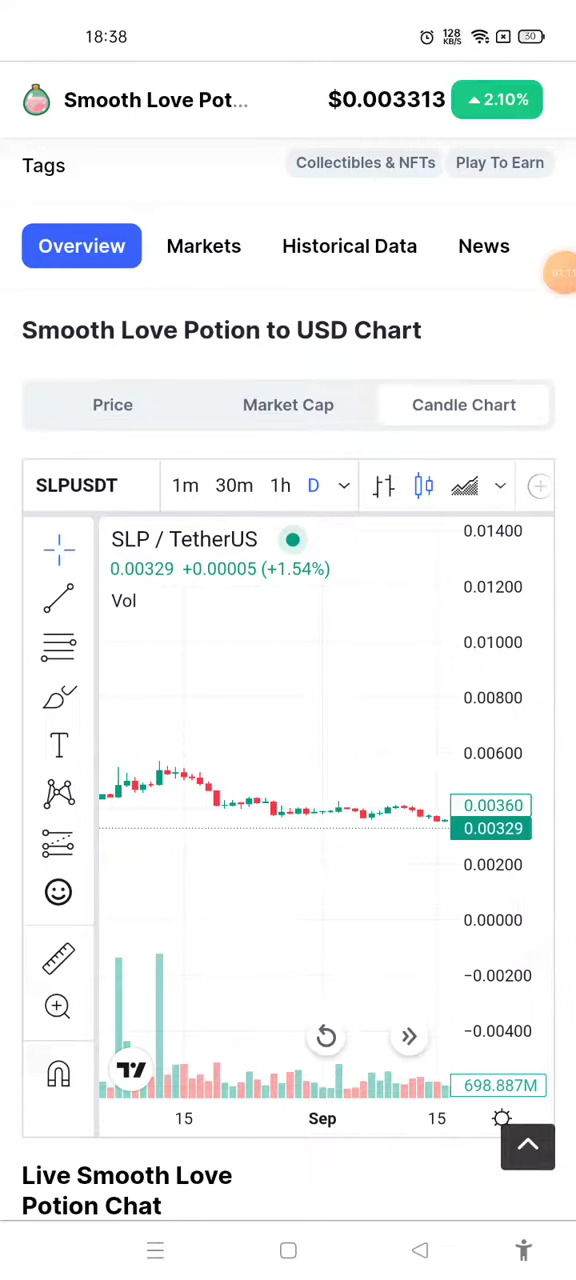 18:38
128
KB/S
30
Smooth Love Pot...
$0.003313
2.10%
Tags
Collectibles & NFTs
Play To Earn
Overview
Markets
Historical Data
News
01:11
Smooth Love Potion to USD Chart
Price
Market Cap
Candle Chart
SLPUSDT
1m
30m
1h
D
SLP / TetherUS
0.00329 +0.00005 (+1.54%)
Vol
0.01400
0.01200
0.01000
0.00800
0.00600
0.00360
0.00329
0.00200
0.00000
−0.00200
−0.00400
698.887M
15
Sep
15
Live Smooth Love
Potion Chat